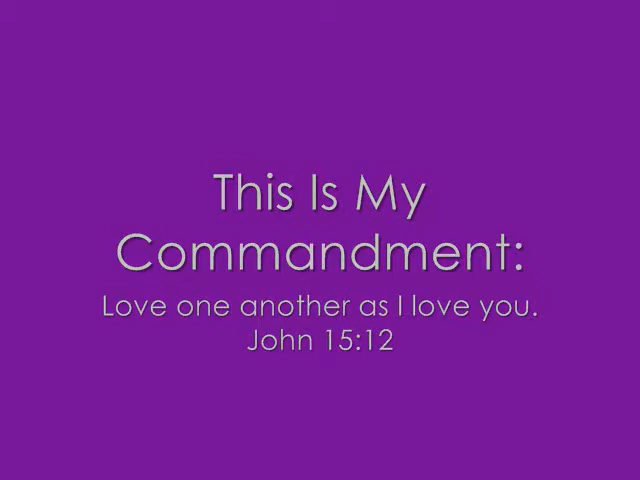 This Is My
Commandment:
Love one another as I love you.
John 15:12